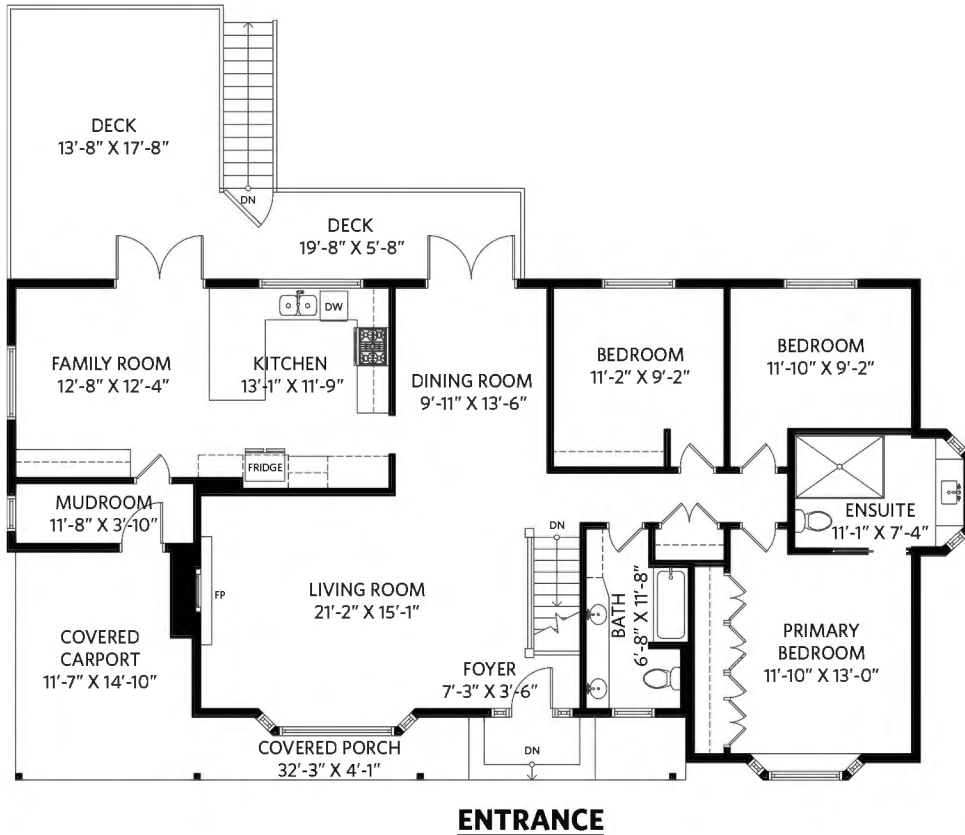 DECK
13'-8" X 17'-8"
DN
DECK
19'-8" X 5'-8"
DW
FAMILY ROOM
12'-8" X 12'-4"
KITCHEN
13'-1" X 11'-9"
DINING ROOM
9'-11" X 13'-6"
BEDROOM
11'-2" X 9'-2"
BEDROOM
11'-10" X 9'-2"
FRIDGE
MUDROOM
11'-8" X 3'-10"
ENSUITE
11'-1" X 7'-4"
DN
FP
LIVING ROOM
21'-2" X 15'-1"
BATH
6'-8" X 11'-8"
COVERED
CARPORT
11'-7" X 14'-10"
PRIMARY
BEDROOM
11'-10" X 13'-0"
FOYER
7'-3" X 3'-6"
COVERED PORCH
32'-3" X 4'-1"
DN
ENTRANCE